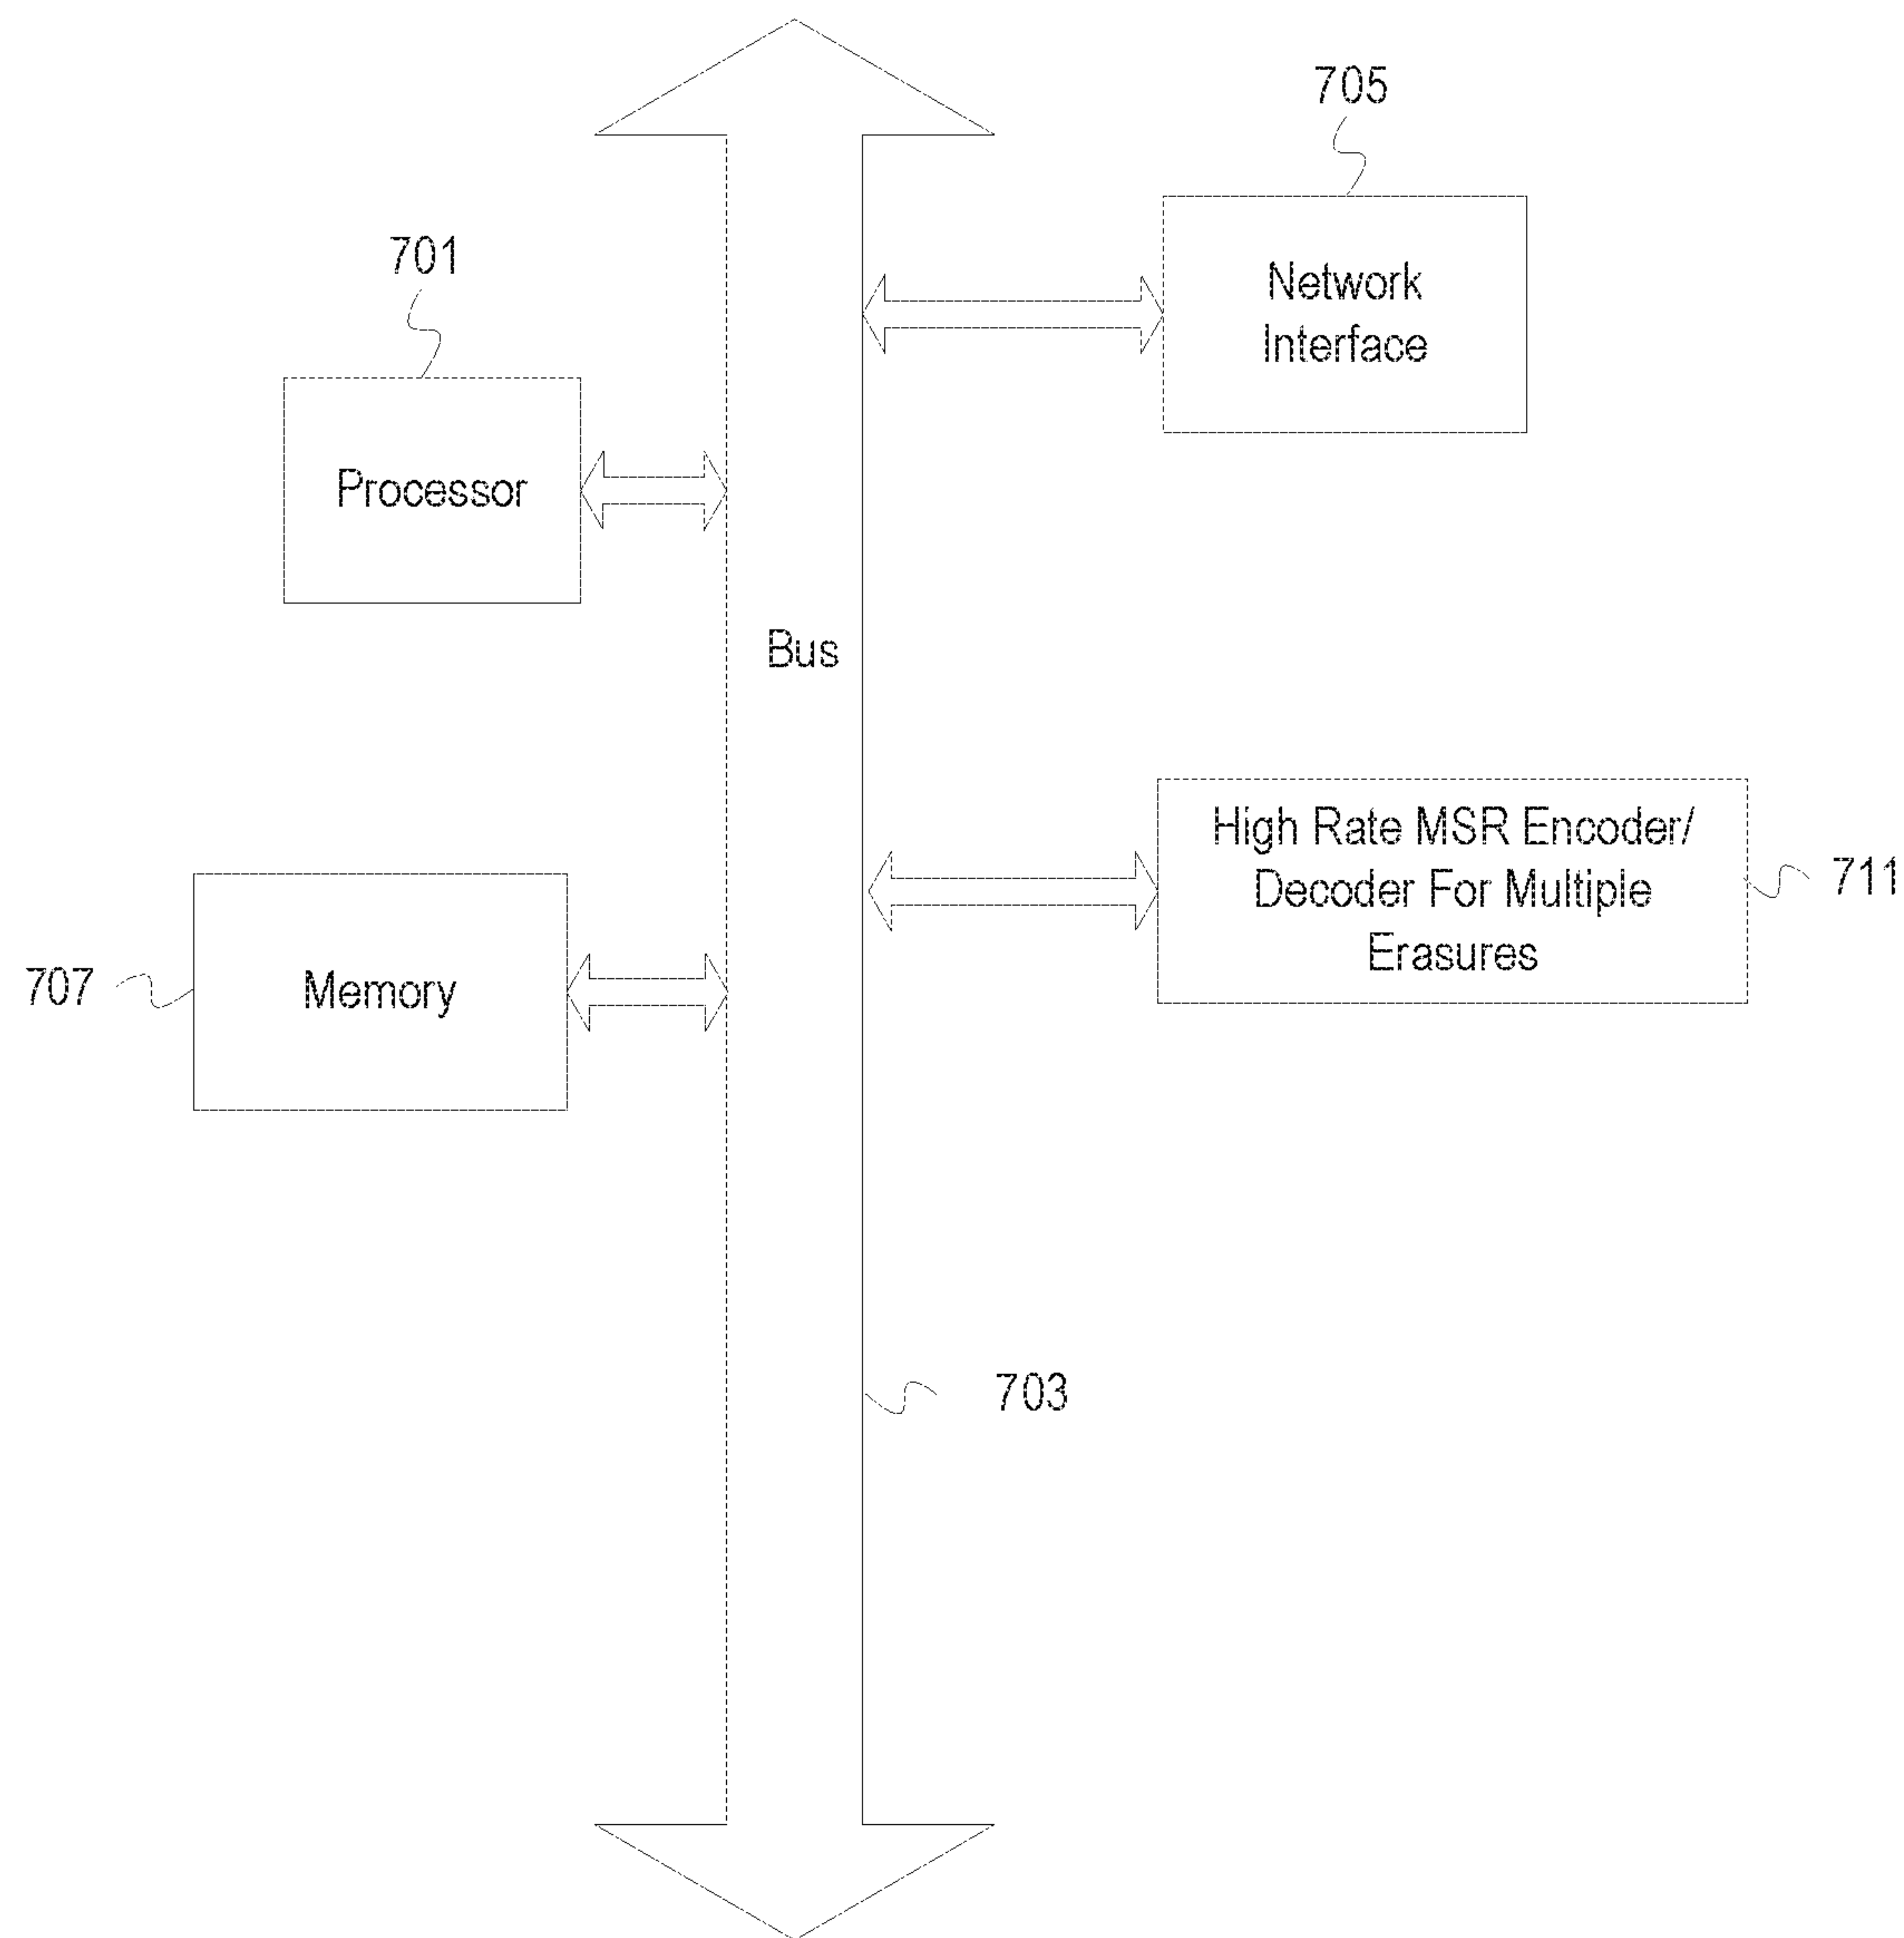 705
Network
Interface
701
Processor
Bus
High Rate MSR Encoder/
Decoder For Multiple
Erasures
711
707
Memory
703